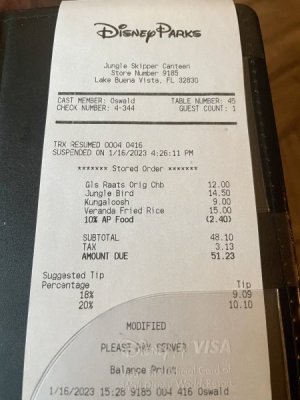 Disney Parks
Jungle Skipper Canteen
Store Number 9185
Lake Buena Vista, FL 32830
CAST MEMBER: Oswald TABLE NUMBER: 45
CHECK NUMBER: 4-344 GUEST COUNT: 1
TRX RESUMED 0004 0416
SUSPENDED ON 1/16/2023 4:26:11 PM
******* Stored Order *******
Gls Raats Orig Chb 12.00
Jungle Bird 14.50
Kungaloosh 9.00
Veranda Fried Rice 15.00
10% AP Food (2.40)
SUBTOTAL 48.10
TAX 3.13
AMOUNT DUE 51.23
Suggested Tip
Percentage Tip
18% 9.09
20% 10.10
MODIFIED
VISA
PLEASE PAY SERVER
Official Card of
Balance Print
1/16/2023 15:28 9185 004 416 Oswald